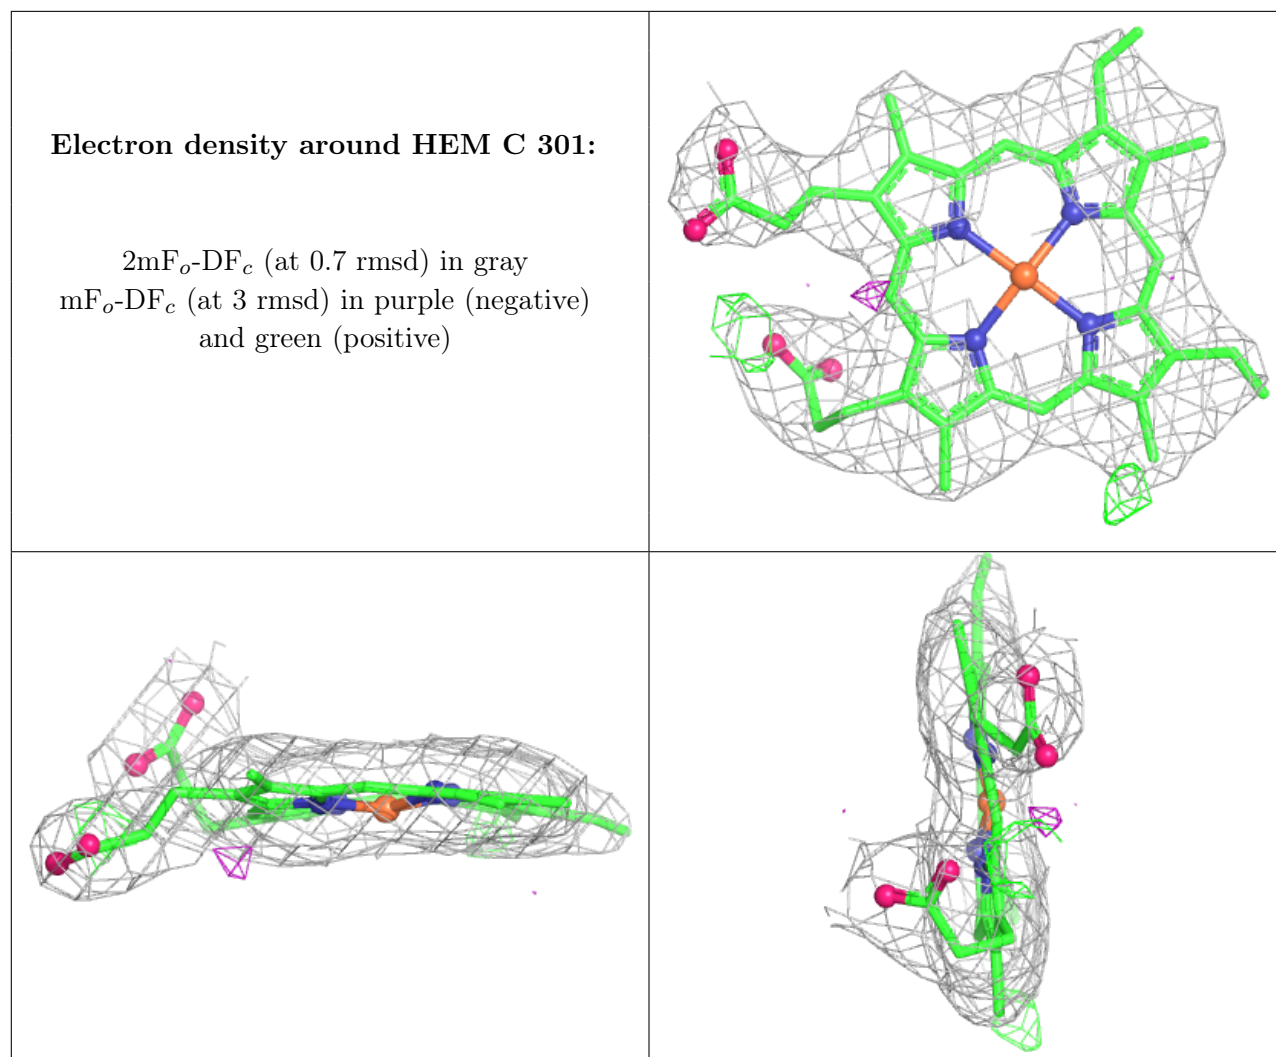 Electron density around HEM C 301:
2mFo-DFc (at 0.7 rmsd) in gray
mFo-DFc (at 3 rmsd) in purple (negative)
and green (positive)